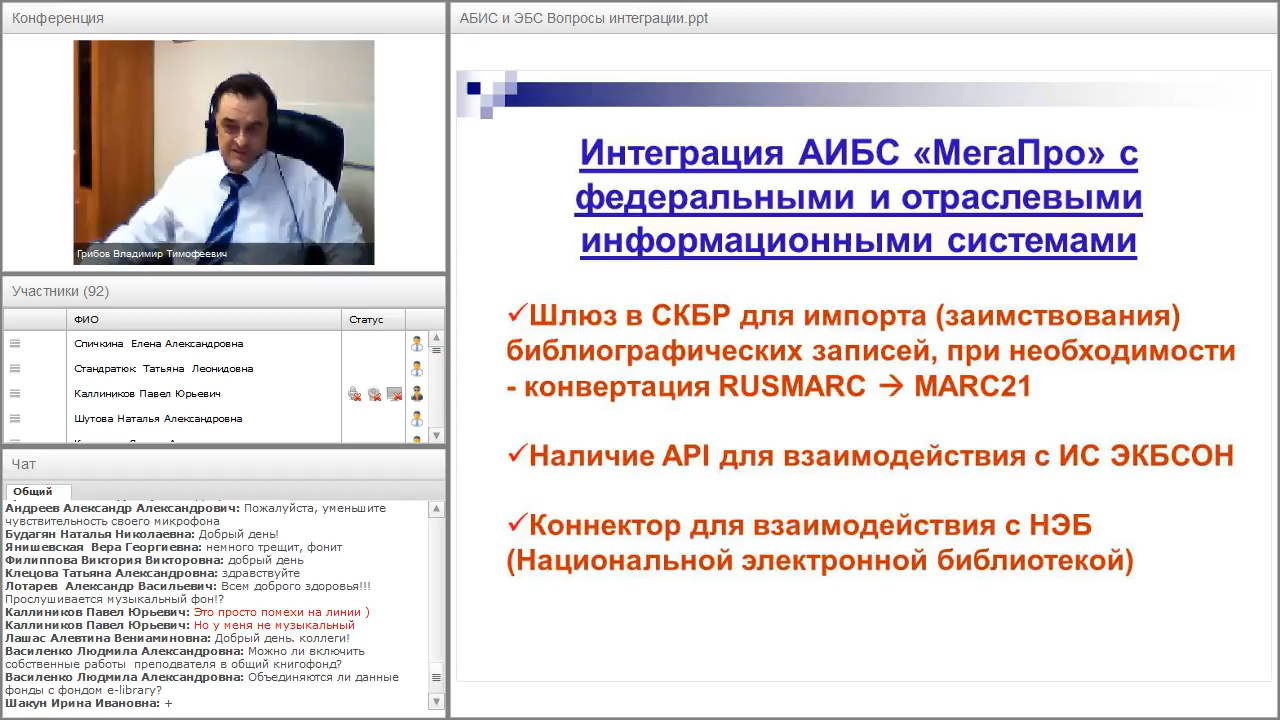 Конференция
Грибов Владимир Тимофеевич
Участники (92)
ФИО
Статус
Спичкина Елена Александровна
Стандратюк Татьяна Леонидовна
Каллиников Павел Юрьевич
Шутова Наталья Александровна
Чат
Общий
Андреев Александр Александрович: Пожалуйста, уменьшите
чувствительность своего микрофона
Будагян Наталья Николаевна: Добрый день!
Янишевская Вера Георгиевна: немного трещит, фонит
Филиппова Виктория Викторовна: добрый день
Клецова Татьяна Александровна: здравствуйте
Лотарев Александр Васильевич: Всем доброго здоровья!!!
Прослушивается музыкальный фон!?
Каллиников Павел Юрьевич: Это просто помехи на линии )
Каллиников Павел Юрьевич: Но у меня не музыкальный
Лашас Алевтина Вениаминовна: Добрый день. коллеги!
Василенко Людмила Александровна: Можно ли включить
собственные работы преподвателя в общий книгофонд?
Василенко Людмила Александровна: Объединяются ли данные
фонды с фондом e-library?
Шакун Ирина Ивановна: +
АБИС и ЭБС Вопросы интеграции.ppt
Интеграция АИБС «МегаПро» с
федеральными и отраслевыми
информационными системами
✓Шлюз в СКБР для импорта (заимствования)
библиографических записей, при необходимости
- конвертация RUSMARC → MARC21
✓Наличие API для взаимодействия с ИС ЭКБСОН
✓Коннектор для взаимодействия с НЭБ
(Национальной электронной библиотекой)